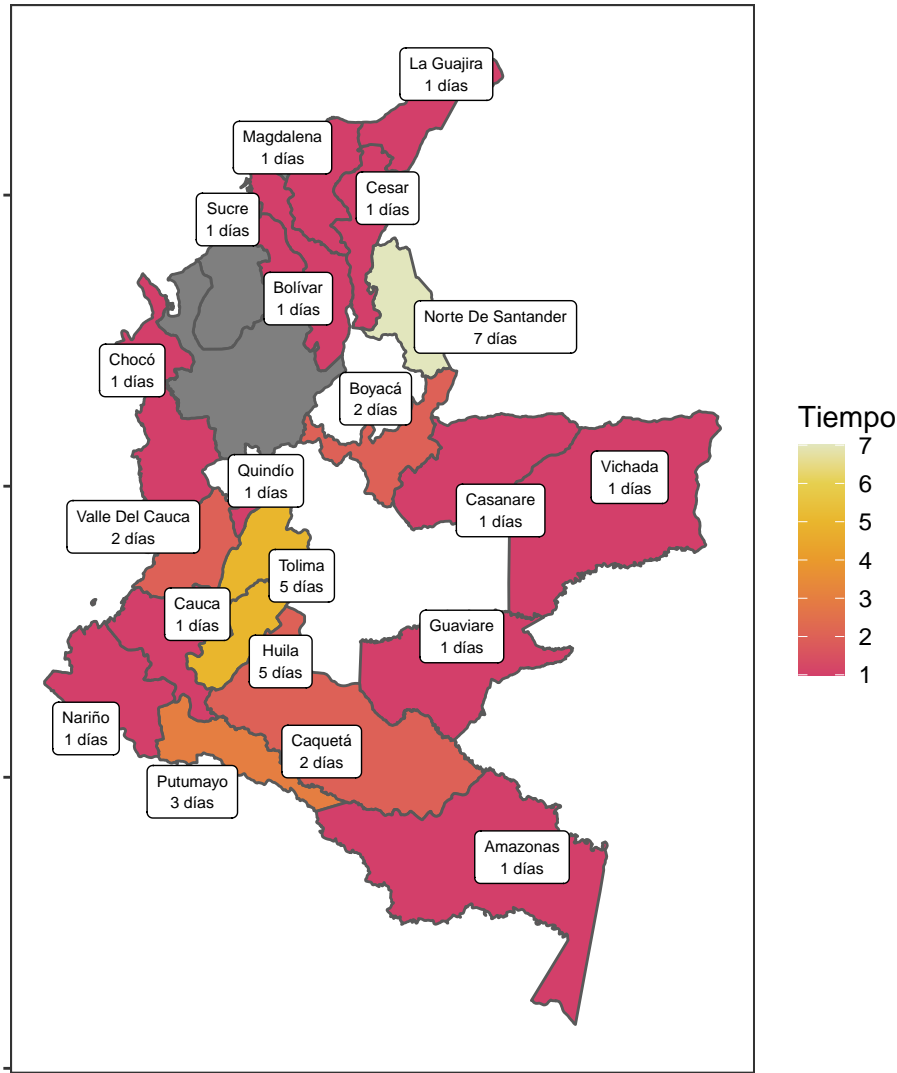 La Guajira
1 días
Magdalena
1 días
Cesar
1 días
Sucre
1 días
Bolívar
1 días
Norte De Santander
7 días
Chocó
1 días
Boyacá
2 días
Quindío
1 días
Vichada
1 días
Casanare
1 días
Valle Del Cauca
2 días
Tolima
5 días
Cauca
1 días
Guaviare
1 días
Huila
5 días
Nariño
1 días
Caquetá
2 días
Putumayo
3 días
Amazonas
1 días
Tiempo
7
6
5
4
3
2
1